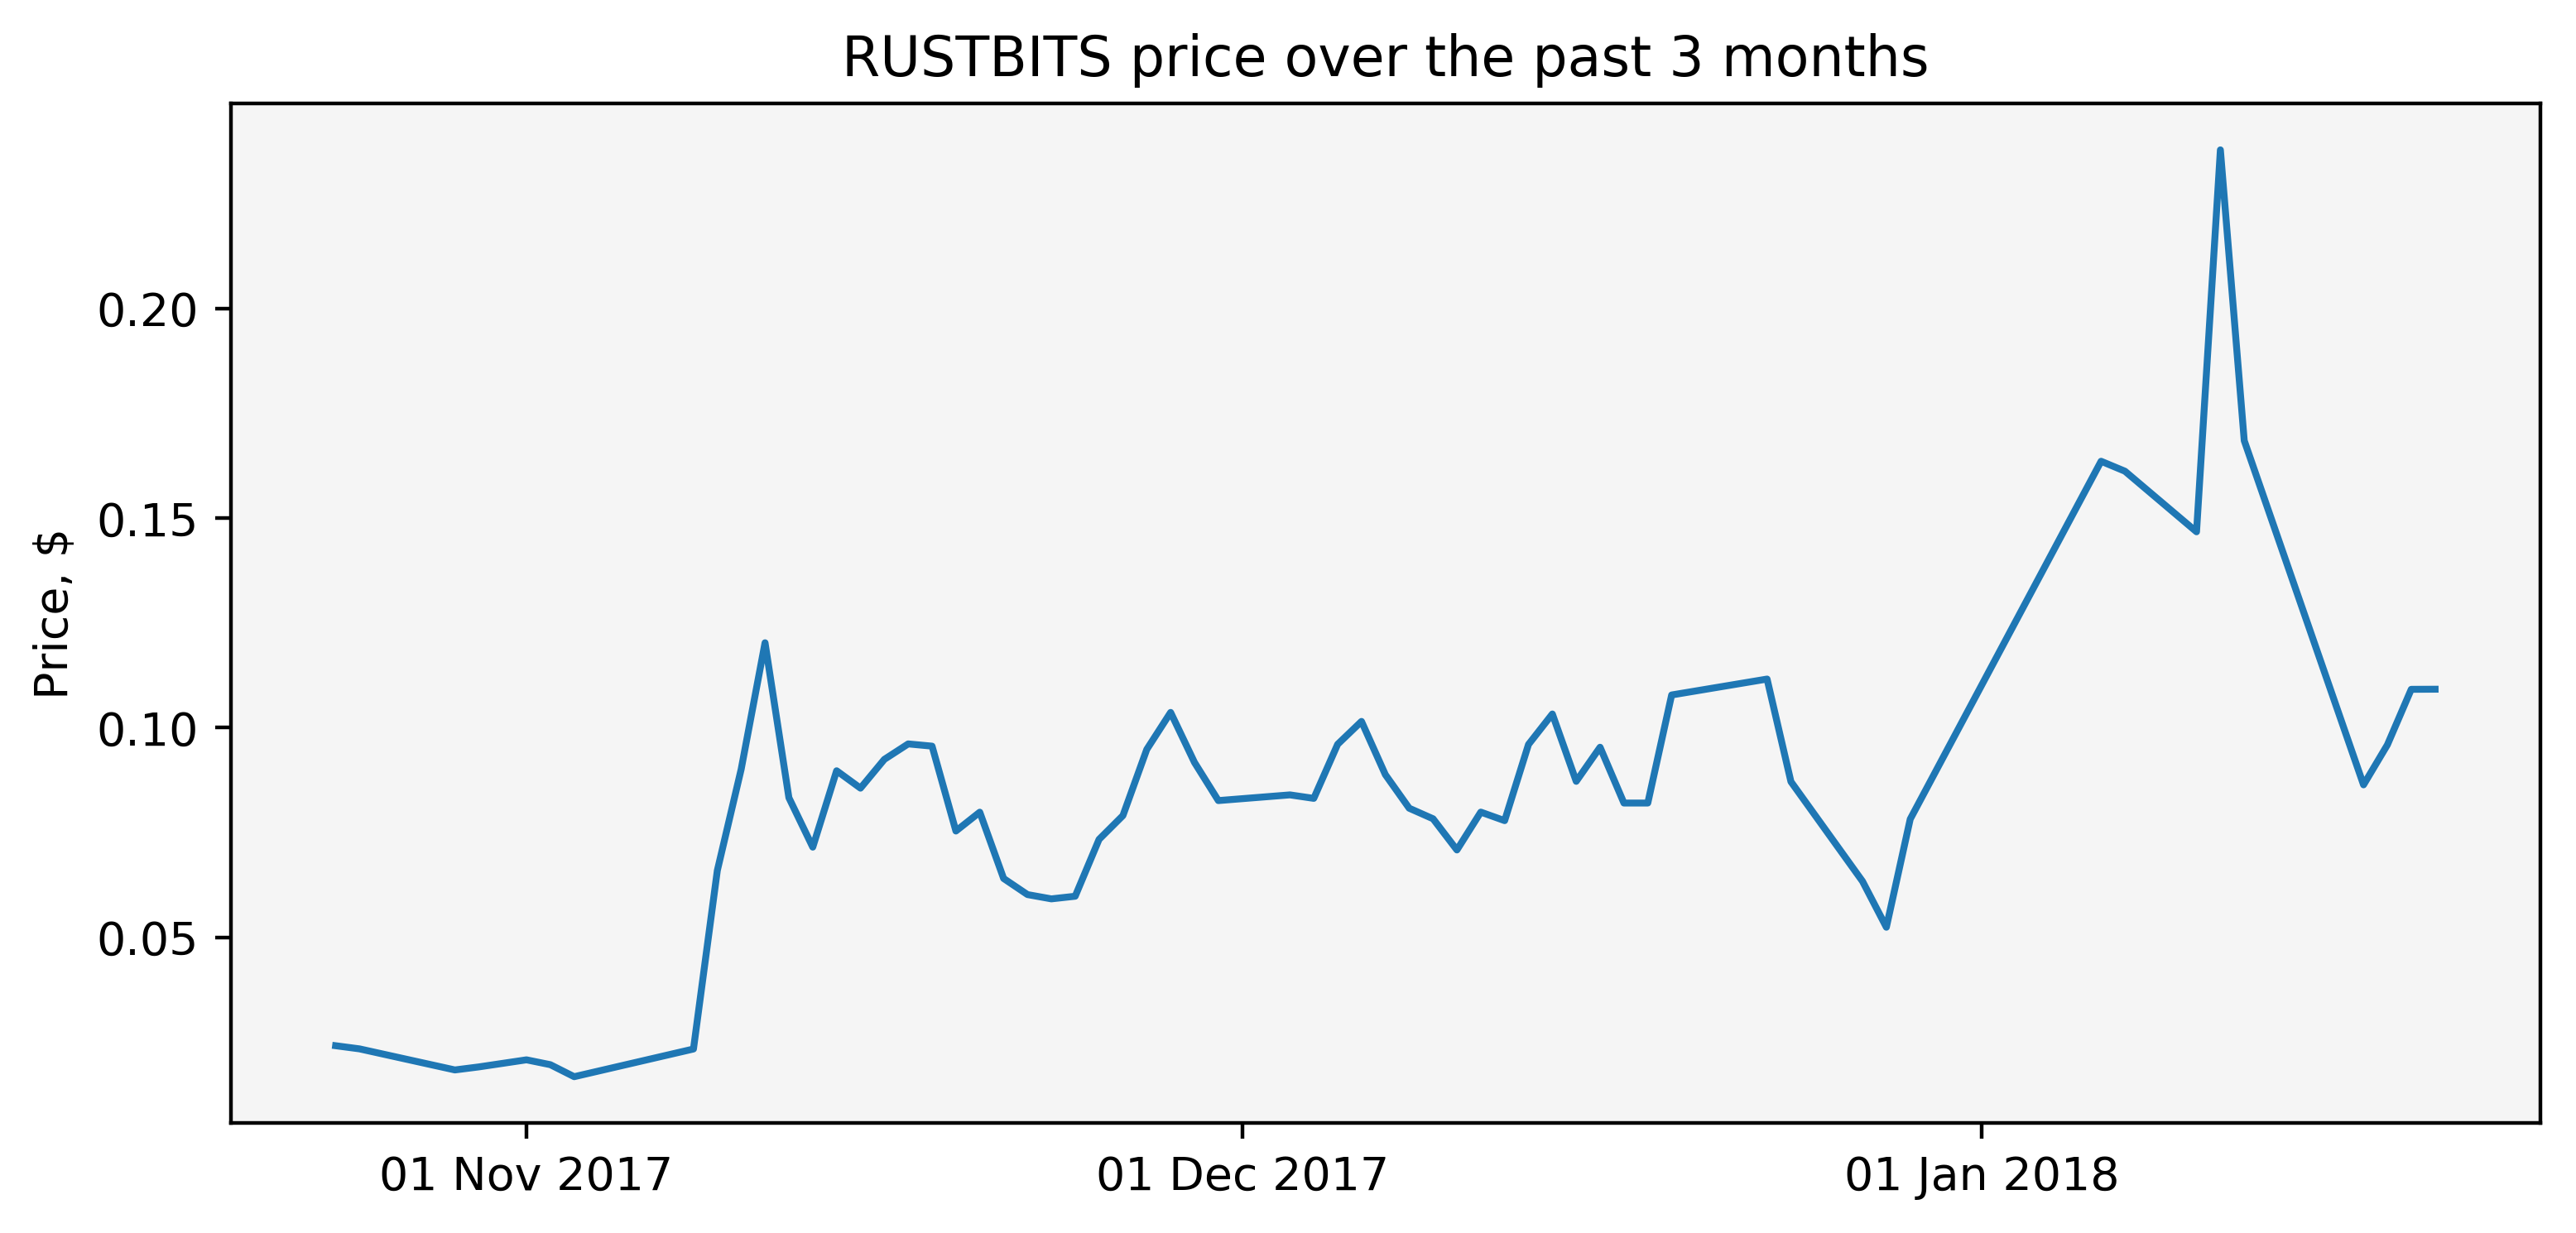 RUSTBITS price over the past 3 months
Price, $
0.20
0.15
0.10
0.05
01 Nov 2017
01 Dec 2017
01 Jan 2018